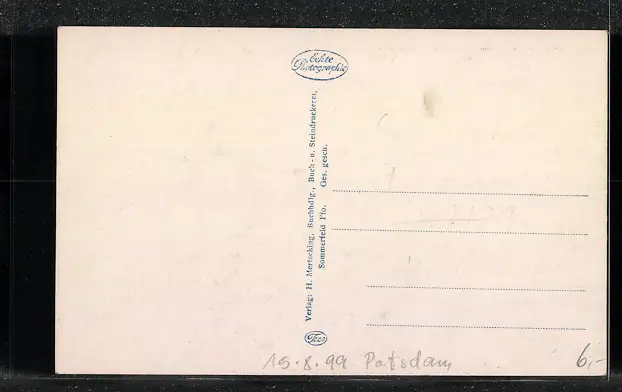 Echte
Photographie
Verlag: H. Mertsching, Buchhdlg., Buch- u. Steindruckerei,
Sommerfeld Ffo. Ges. gesch.
15.8.99 Potsdam
6,-